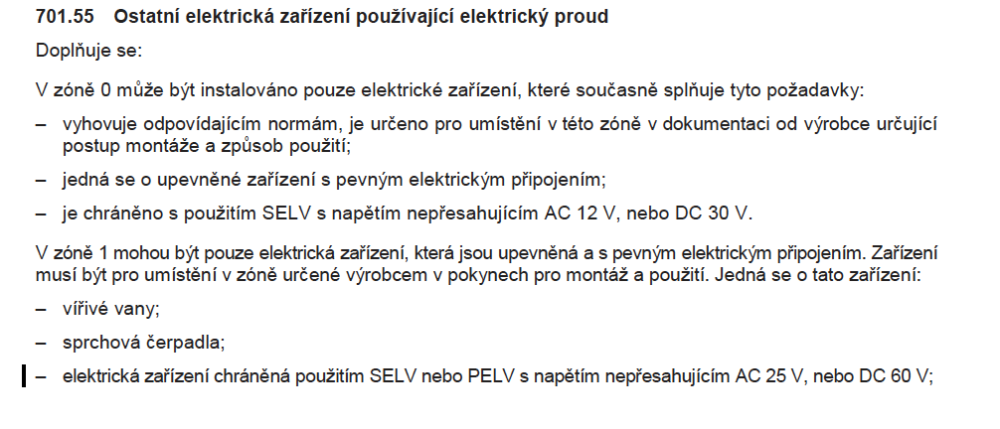 701.55 Ostatní elektrická zařízení používající elektrický proud
Doplňuje se:
V zóně 0 může být instalováno pouze elektrické zařízení, které současně splňuje tyto požadavky:
– vyhovuje odpovídajícím normám, je určeno pro umístění v této zóně v dokumentaci od výrobce určující
postup montáže a způsob použití;
– jedná se o upevněné zařízení s pevným elektrickým připojením;
– je chráněno s použitím SELV s napětím nepřesahujícím AC 12 V, nebo DC 30 V.
V zóně 1 mohou být pouze elektrická zařízení, která jsou upevněná a s pevným elektrickým připojením. Zařízení
musí být pro umístění v zóně určené výrobcem v pokynech pro montáž a použití. Jedná se o tato zařízení:
– vířivé vany;
– sprchová čerpadla;
– elektrická zařízení chráněná použitím SELV nebo PELV s napětím nepřesahujícím AC 25 V, nebo DC 60 V;